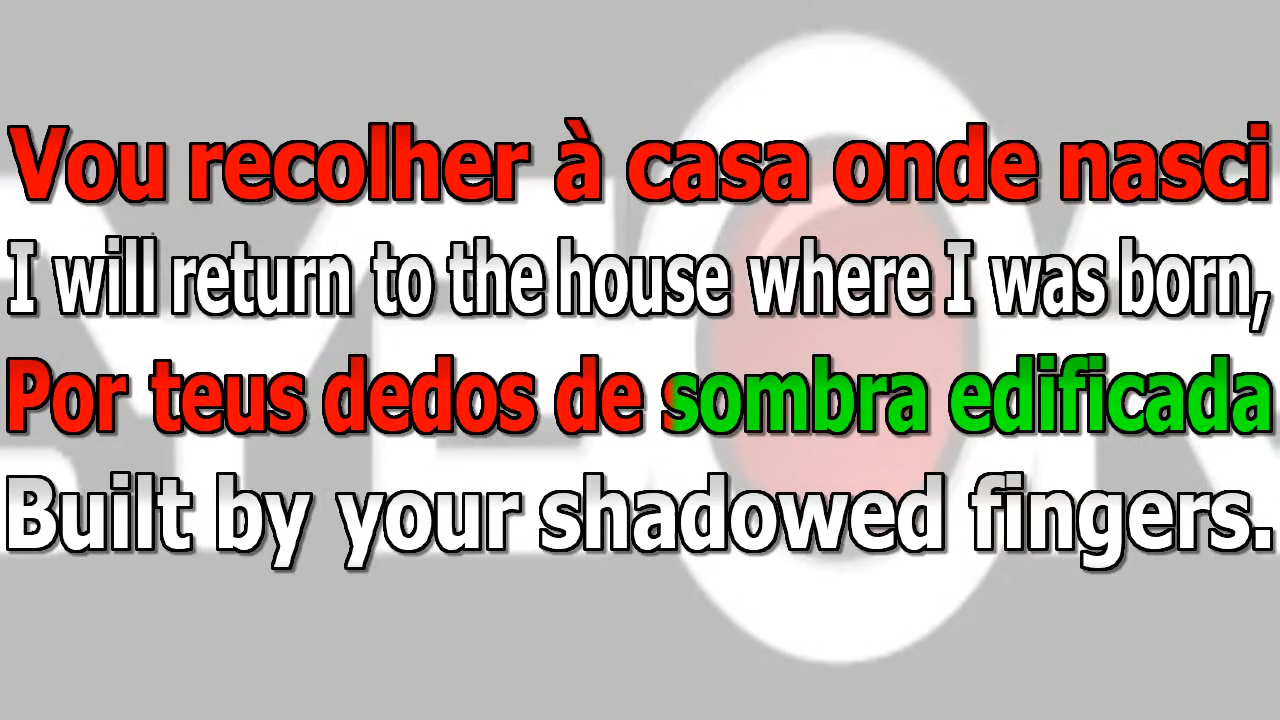 Vou recolher à casa onde nasci
I will return to the house where I was born,
Por teus dedos de sombra edificada
Built by your shadowed fingers.